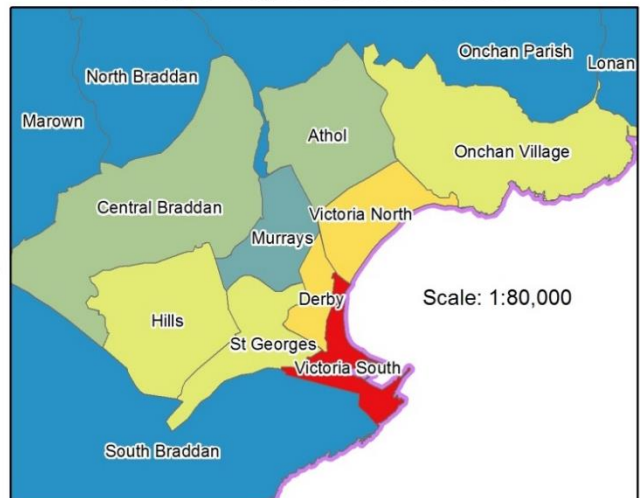 Onchan Parish
Lonan
North Braddan
Marown
Athol
Onchan Village
Central Braddan
Victoria North
Murrays
Scale: 1:80,000
Derby
Hills
St Georges
Victoria South
South Braddan